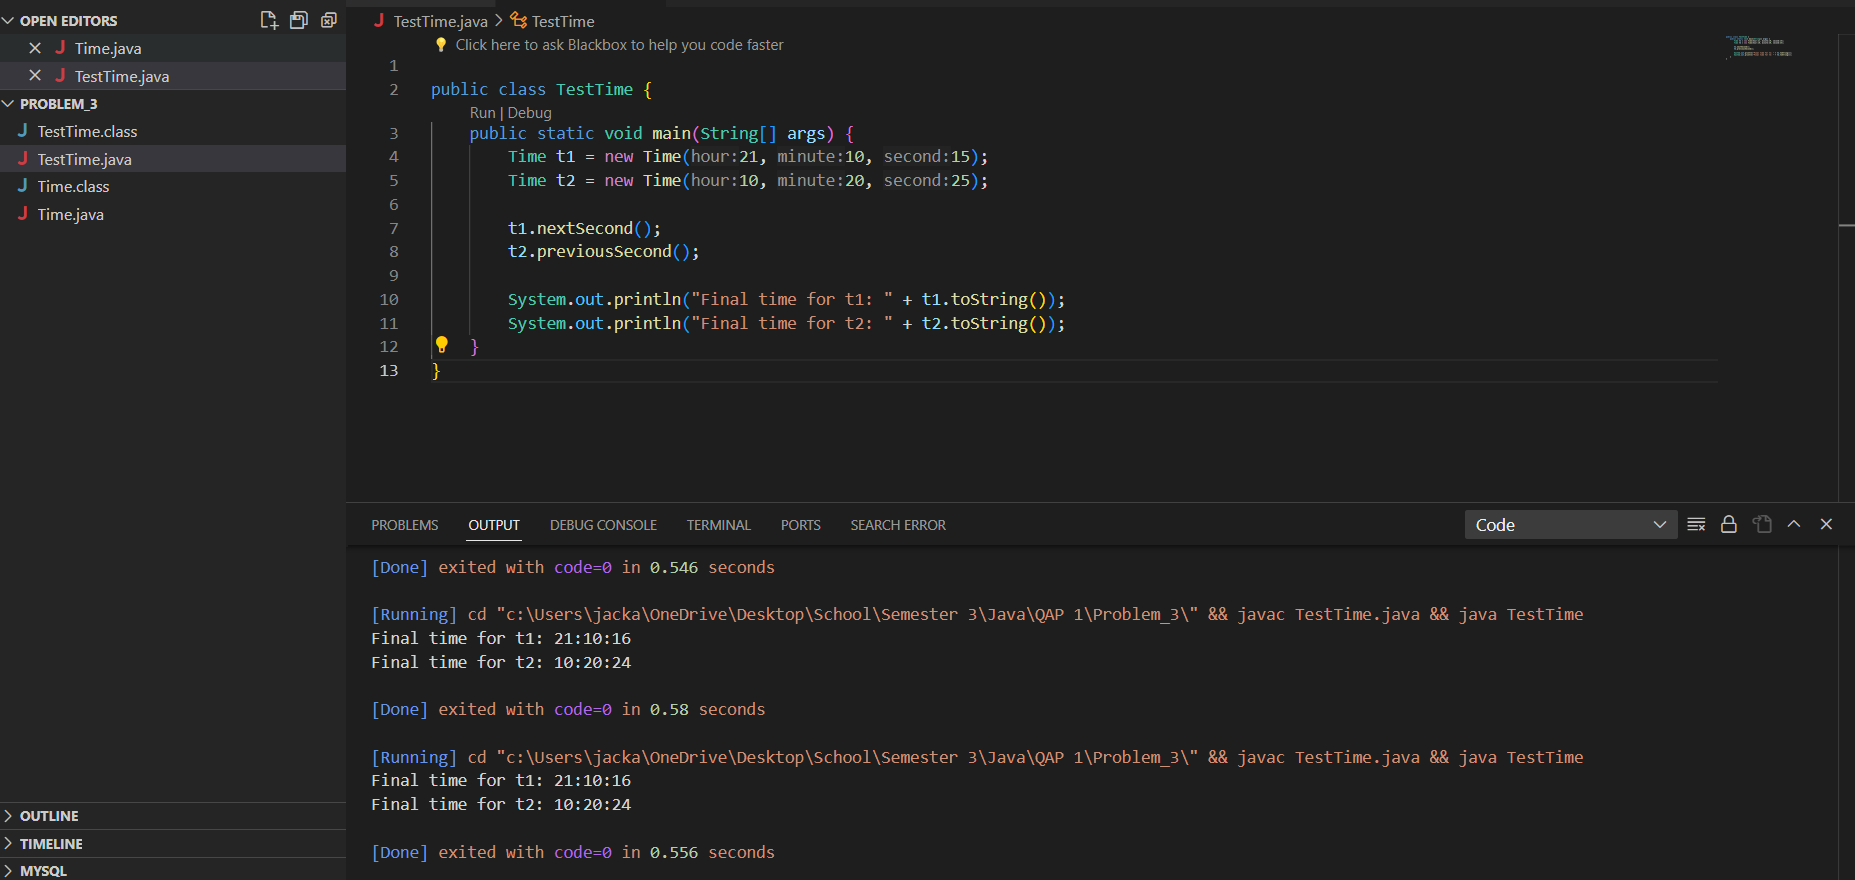 OPEN EDITORS
Time.java
TestTime.java
PROBLEM_3
TestTime.class
TestTime.java
Time.class
Time.java
OUTLINE
TIMELINE
MYSQL
TestTime.java > TestTime
Click here to ask Blackbox to help you code faster
1
2 public class TestTime {
Run | Debug
3 public static void main(String[] args) {
4 Time t1 = new Time(hour:21, minute:10, second:15);
5 Time t2 = new Time(hour:10, minute:20, second:25);
6
7 t1.nextSecond();
8 t2.previousSecond();
9
10 System.out.println("Final time for t1: " + t1.toString());
11 System.out.println("Final time for t2: " + t2.toString());
12 }
13 }
PROBLEMS OUTPUT DEBUG CONSOLE TERMINAL PORTS SEARCH ERROR Code
[Done] exited with code=0 in 0.546 seconds
[Running] cd "c:\Users\jacka\OneDrive\Desktop\School\Semester 3\Java\QAP 1\Problem_3\" && javac TestTime.java && java TestTime
Final time for t1: 21:10:16
Final time for t2: 10:20:24
[Done] exited with code=0 in 0.58 seconds
[Running] cd "c:\Users\jacka\OneDrive\Desktop\School\Semester 3\Java\QAP 1\Problem_3\" && javac TestTime.java && java TestTime
Final time for t1: 21:10:16
Final time for t2: 10:20:24
[Done] exited with code=0 in 0.556 seconds